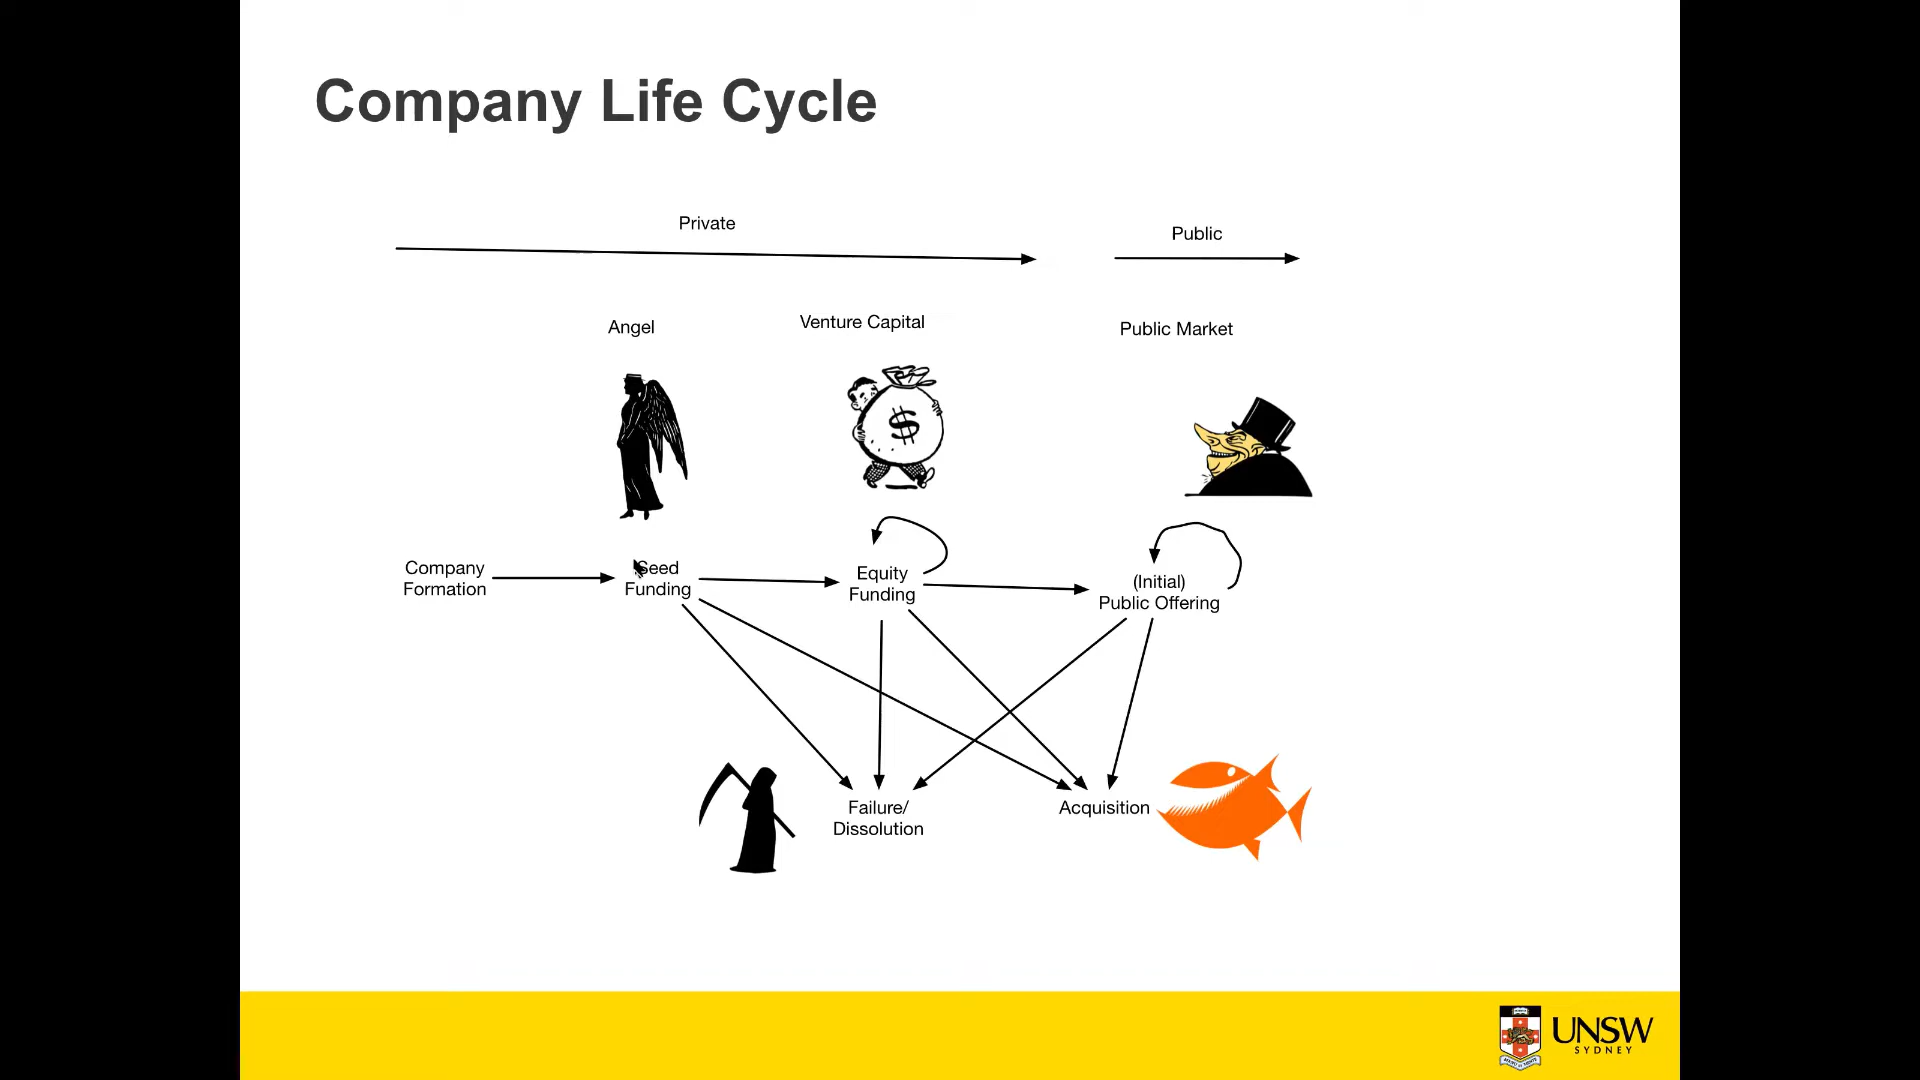 Company Life Cycle
Private
Public
Angel
Venture Capital
Public Market
$
Company
Formation
Seed
Funding
Equity
Funding
(Initial)
Public Offering
Failure/
Dissolution
Acquisition
UNSW
SYDNEY